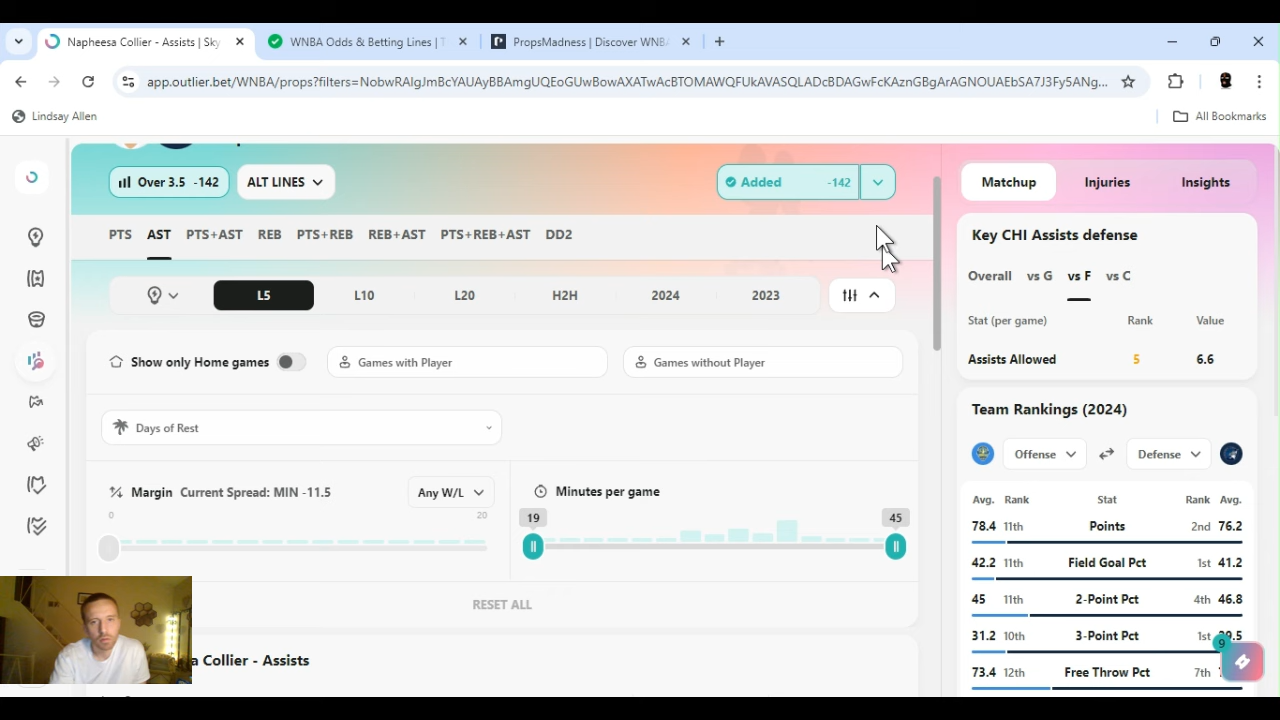 Napheesa Collier - Assists | Sky
WNBA Odds & Betting Lines | T
PropsMadness | Discover WNBA
app.outlier.bet/WNBA/props?filters=NobwRAlgJmBcYAUAyBBAmgUQEoGUwBowAXATwAcBTOMAWQFUkAVASQLADcBDAGwFcKAznGBgArAGNOUAEbSA7J3Fy5ANg...
Lindsay Allen
All Bookmarks
Over 3.5 -142
ALT LINES
Added -142
PTS AST PTS+AST REB PTS+REB REB+AST PTS+REB+AST DD2
L5 L10 L20 H2H 2024 2023
Show only Home games
Games with Player
Games without Player
Days of Rest
Margin Current Spread: MIN -11.5
Any W/L
0 20
Minutes per game
19 45
RESET ALL
a Collier - Assists
Matchup Injuries Insights
Key CHI Assists defense
Overall vs G vs F vs C
Stat (per game) Rank Value
Assists Allowed 5 6.6
Team Rankings (2024)
Offense Defense
Avg. Rank Stat Rank Avg.
78.4 11th Points 2nd 76.2
42.2 11th Field Goal Pct 1st 41.2
45 11th 2-Point Pct 4th 46.8
31.2 10th 3-Point Pct 1st
9
73.4 12th Free Throw Pct 7th